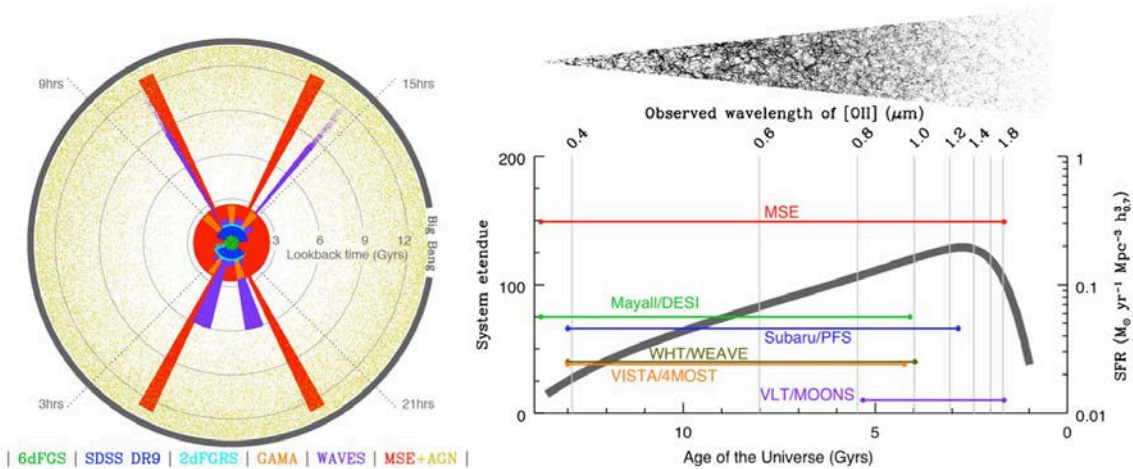 9hrs
15hrs
3hrs
21hrs
3 6 9 12
Lookback time (Gyrs)
Big Bang
| 6dFGS | SDSS DR9 | 2dFGRS | GAMA | WAVES | MSE+AGN |
Observed wavelength of [OII] (μm)
0.4 0.6 0.8 1.0 1.2 1.4 1.8
System etendue
200
150
100
50
0
MSE
Mayall/DESI
Subaru/PFS
WHT/WEAVE
VISTA/4MOST
VLT/MOONS
1
0.1
0.01
SFR (M⊙ yr⁻¹ Mpc⁻³ h³₀.₇)
10 5 0
Age of the Universe (Gyrs)